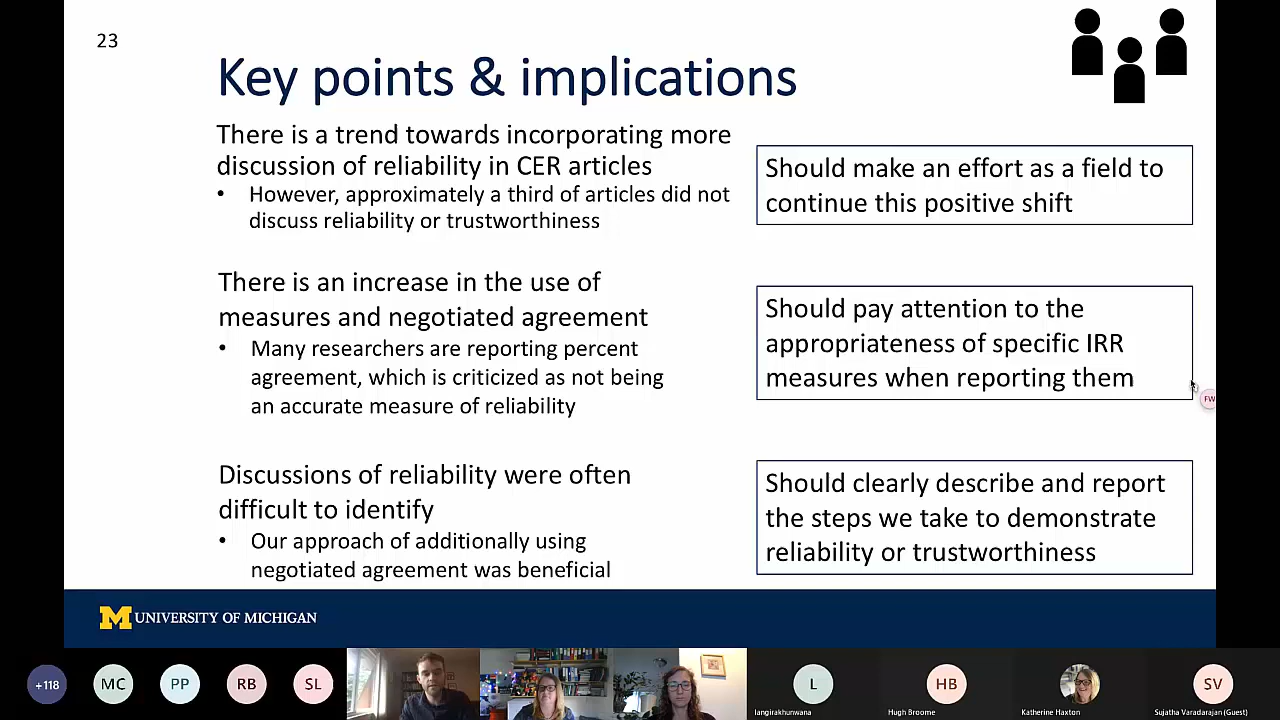 23
Key points & implications
There is a trend towards incorporating more
discussion of reliability in CER articles
• However, approximately a third of articles did not
discuss reliability or trustworthiness
Should make an effort as a field to
continue this positive shift
There is an increase in the use of
measures and negotiated agreement
• Many researchers are reporting percent
agreement, which is criticized as not being
an accurate measure of reliability
Should pay attention to the
appropriateness of specific IRR
measures when reporting them
FW
Discussions of reliability were often
difficult to identify
• Our approach of additionally using
negotiated agreement was beneficial
Should clearly describe and report
the steps we take to demonstrate
reliability or trustworthiness
M UNIVERSITY OF MICHIGAN
+118
MC
PP
RB
SL
L
langirakhunwana
HB
Hugh Broome
Katherine Haxton
SV
Sujatha Varadarajan (Guest)